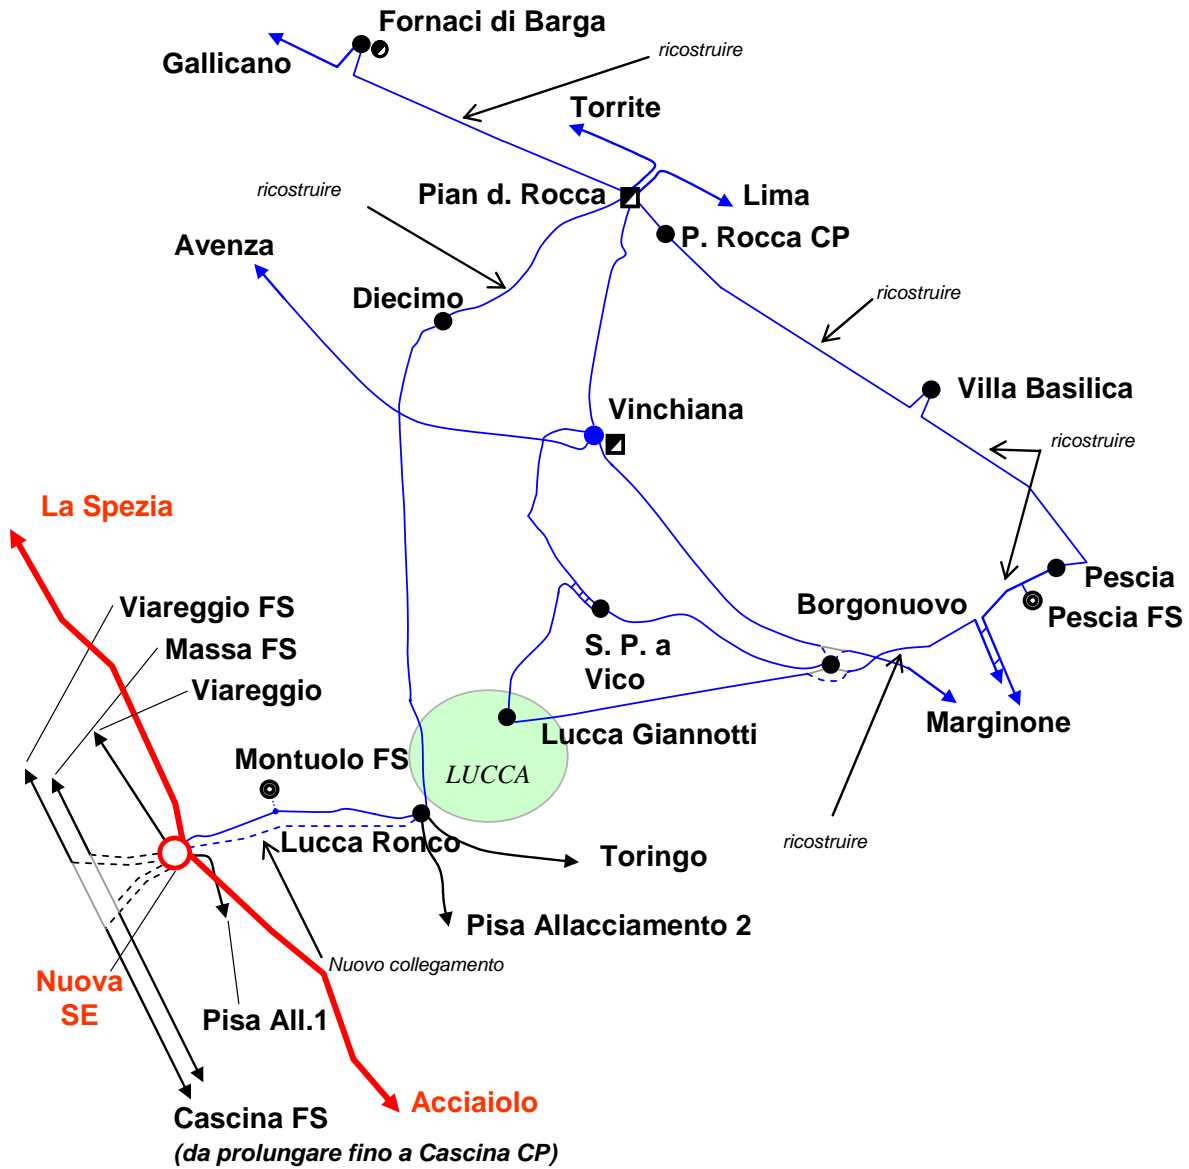 Fornaci di Barga
Gallicano
ricostruire
Torrite
ricostruire
Pian d. Rocca
Lima
Avenza
P. Rocca CP
Diecimo
ricostruire
Villa Basilica
Vinchiana
ricostruire
La Spezia
Pescia
Viareggio FS
Borgonuovo
Pescia FS
Massa FS
S. P. a
Vico
Viareggio
Marginone
Lucca Giannotti
Montuolo FS
LUCCA
Lucca Ronco
ricostruire
Toringo
Pisa Allacciamento 2
Nuovo collegamento
Nuova
SE
Pisa All.1
Acciaiolo
Cascina FS
(da prolungare fino a Cascina CP)